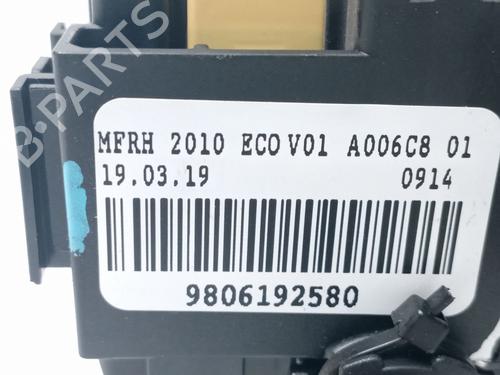 B-PARTS
MFRH 2010 ECO V01 A006C8 01
19.03.19 0914
9806192580